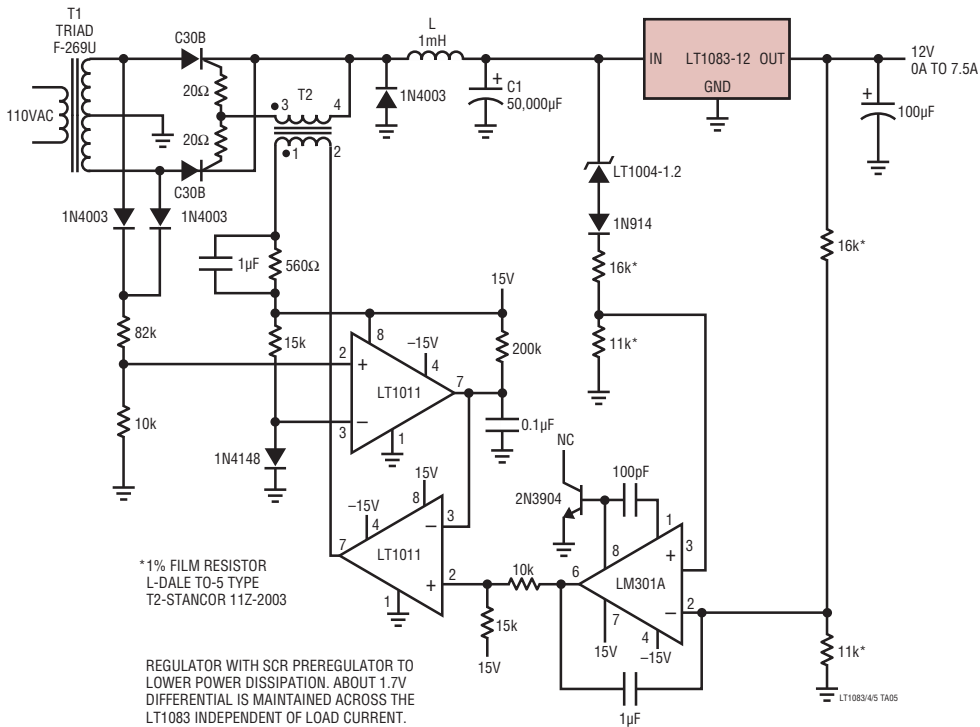 T1
TRIAD
F-269U
C30B
L
1mH
IN
LT1083-12
OUT
GND
12V
0A TO 7.5A
110VAC
20Ω
20Ω
T2
3
4
1
2
1N4003
+
C1
50,000µF
+
100µF
C30B
1N4003
1N4003
LT1004-1.2
1N914
16k*
16k*
1µF
560Ω
15V
82k
15k
8
–15V
4
200k
11k*
2
+
LT1011
7
–
3
1
10k
0.1µF
1N4148
NC
100pF
15V
8
–15V
4
2N3904
–
3
1
7
LT1011
8
3
+
+
2
10k
6
LM301A
1
15k
15V
7
15V
4
–15V
–
2
11k*
1µF
*1% FILM RESISTOR
L-DALE TO-5 TYPE
T2-STANCOR 11Z-2003
REGULATOR WITH SCR PREREGULATOR TO
LOWER POWER DISSIPATION. ABOUT 1.7V
DIFFERENTIAL IS MAINTAINED ACROSS THE
LT1083 INDEPENDENT OF LOAD CURRENT.
LT1083/4/5 TA05